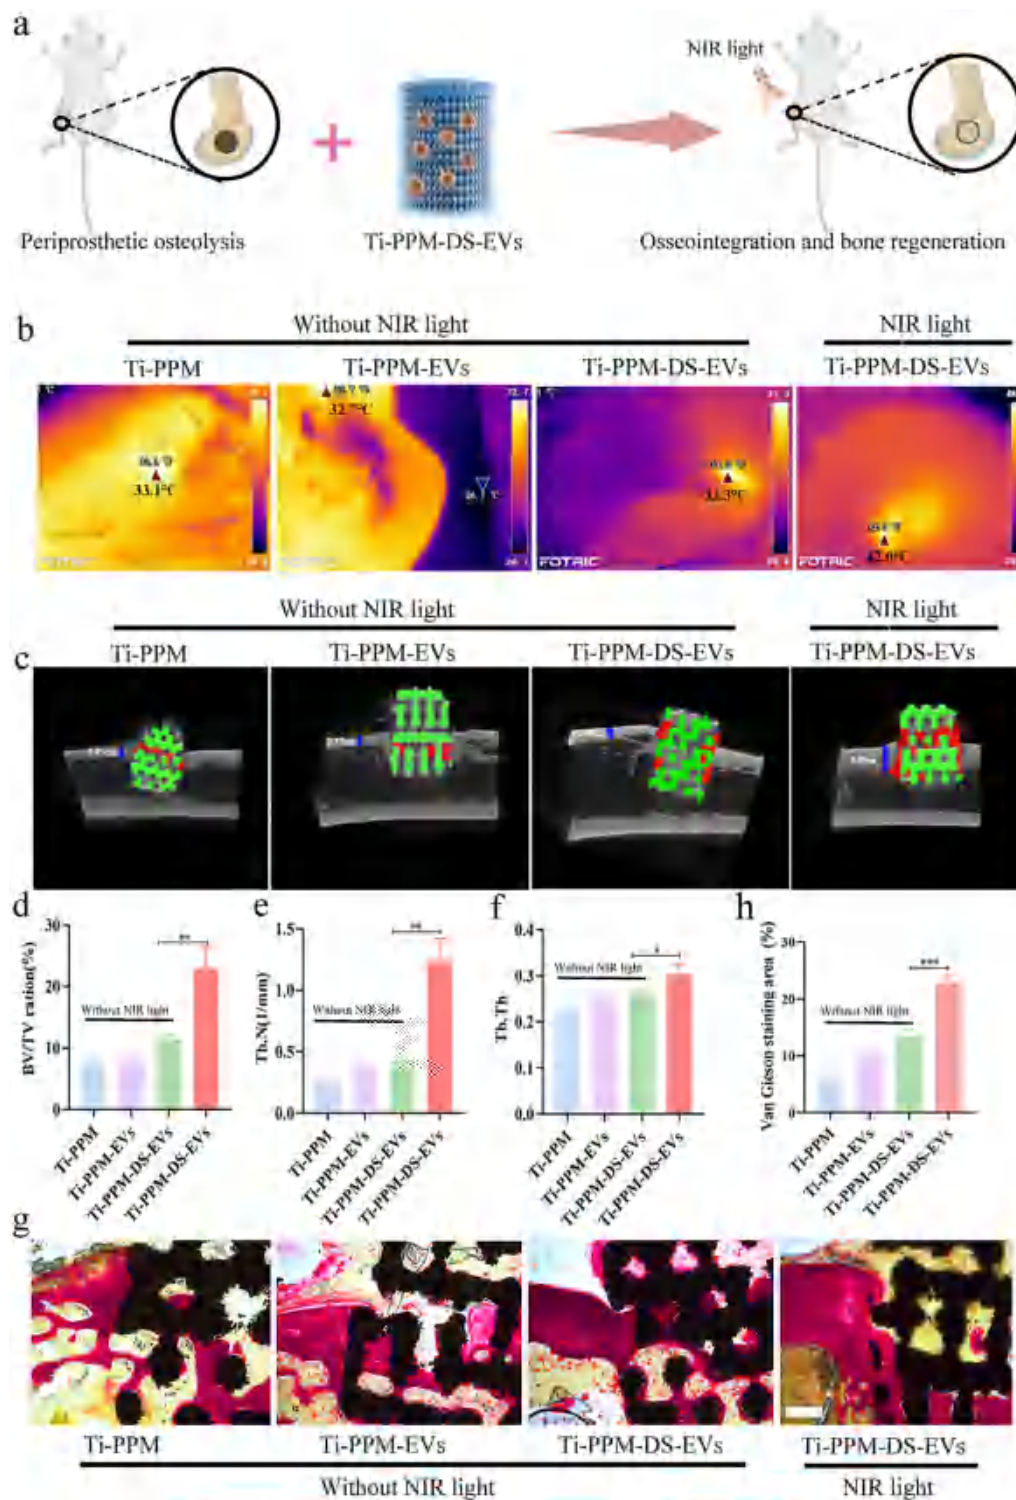 a
NIR light
Periprosthetic osteolysis
Ti-PPM-DS-EVs
Osseointegration and bone regeneration
b
Without NIR light
NIR light
Ti-PPM
Ti-PPM-EVs
Ti-PPM-DS-EVs
Ti-PPM-DS-EVs
33.1°C
32.7°C
33.3°C
42.0°C
FOTRIC
FOTRIC
FOTRIC
FOTRIC
Without NIR light
NIR light
c
Ti-PPM
Ti-PPM-EVs
Ti-PPM-DS-EVs
Ti-PPM-DS-EVs
d
BV/TV ration(%)
30
20
10
0
Without NIR light
**
Ti-PPM
Ti-PPM-EVs
Ti-PPM-DS-EVs
Ti-PPM-DS-EVs
e
Tb.N(1/mm)
1.5
1.0
0.5
0.0
Without NIR light
**
Ti-PPM
Ti-PPM-EVs
Ti-PPM-DS-EVs
Ti-PPM-DS-EVs
f
Tb.Th
0.4
0.3
0.2
0.1
0.0
Without NIR light
*
Ti-PPM
Ti-PPM-EVs
Ti-PPM-DS-EVs
Ti-PPM-DS-EVs
h
Van Gieson staining area (%)
30
20
10
0
Without NIR light
***
Ti-PPM
Ti-PPM-EVs
Ti-PPM-DS-EVs
Ti-PPM-DS-EVs
g
Ti-PPM
Ti-PPM-EVs
Ti-PPM-DS-EVs
Ti-PPM-DS-EVs
Without NIR light
NIR light